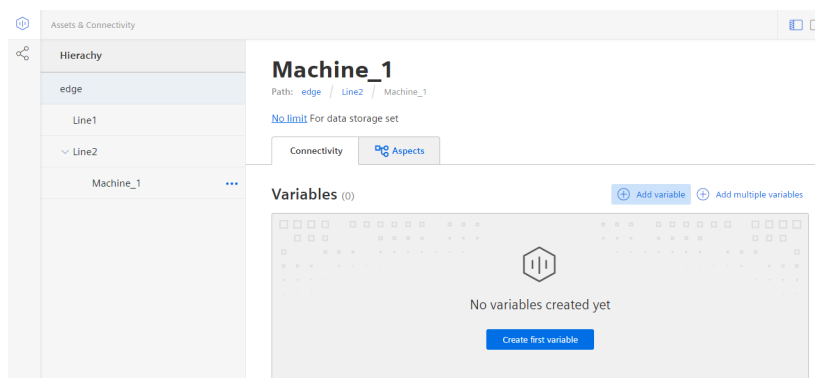 Assets & Connectivity
Hierachy
edge
Line1
Line2
Machine_1
Machine_1
Path: edge / Line2 / Machine_1
No limit For data storage set
Connectivity
Aspects
Variables (0)
Add variable
Add multiple variables
No variables created yet
Create first variable